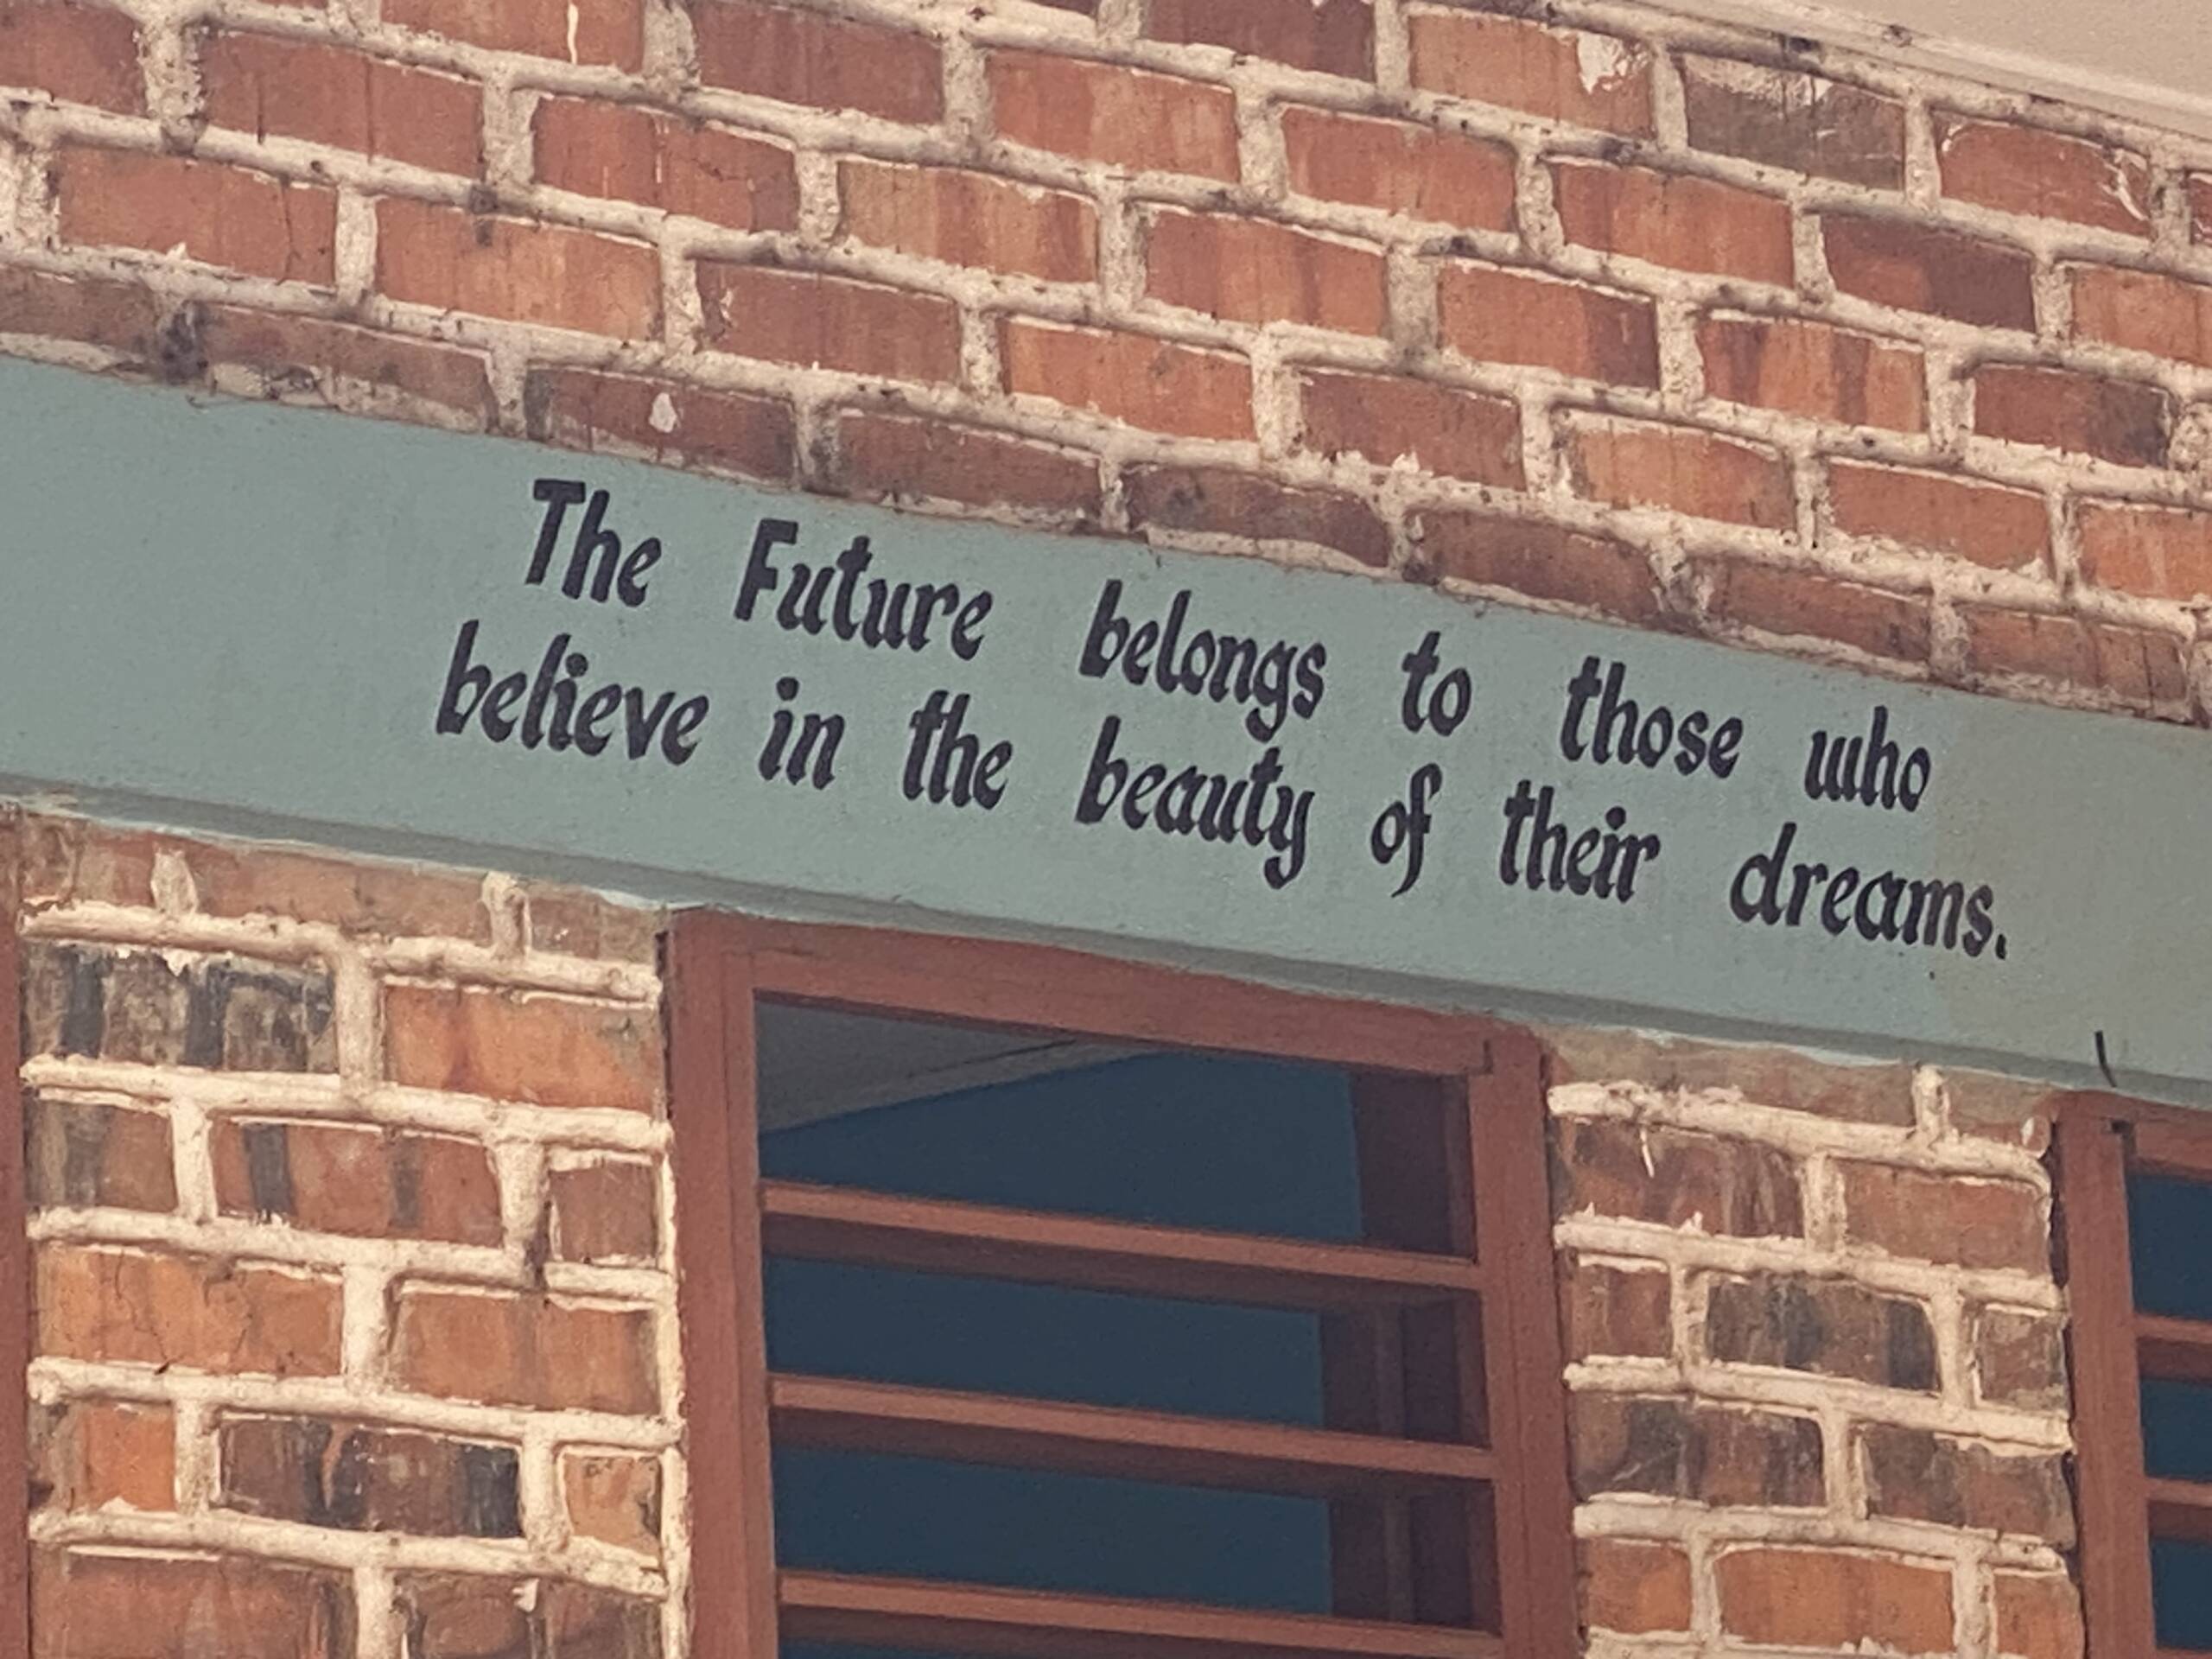 The Future belongs to those who
believe in the beauty of their dreams.